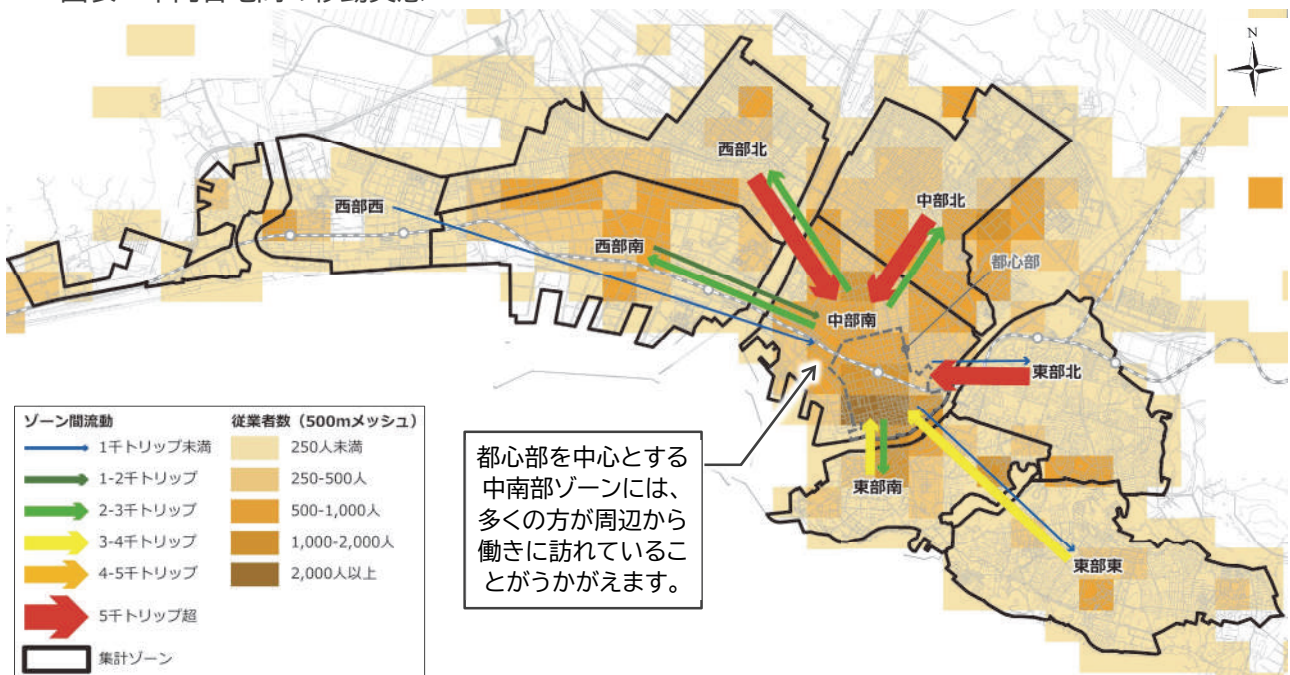 N
西部北
中部北
西部西
西部南
都心部
中部南
東部北
東部南
東部東
ゾーン間流動
1千トリップ未満
1-2千トリップ
2-3千トリップ
3-4千トリップ
4-5千トリップ
5千トリップ超
集計ゾーン
従業者数（500mメッシュ）
250人未満
250-500人
500-1,000人
1,000-2,000人
2,000人以上
都心部を中心とする
中南部ゾーンには、
多くの方が周辺から
働きに訪れているこ
とがうかがえます。